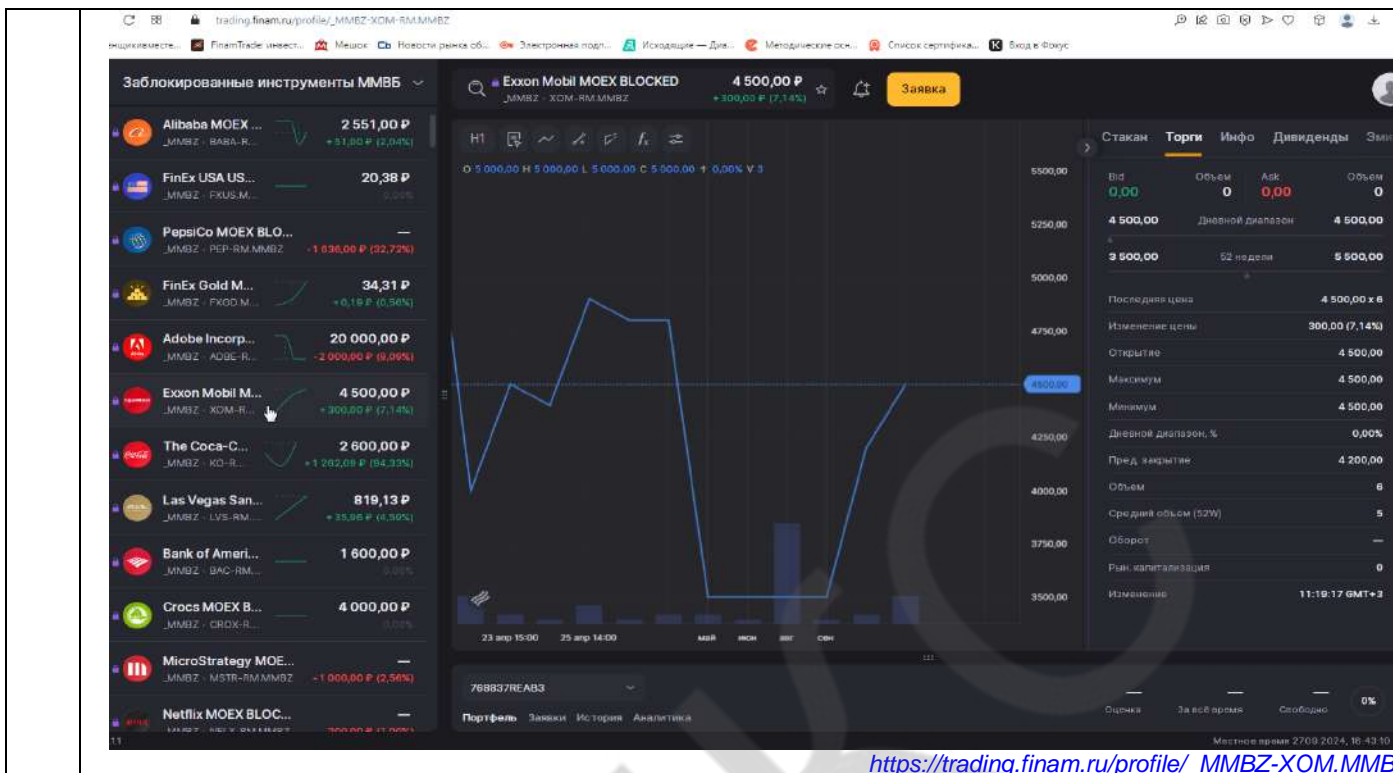 trading.finam.ru/profile/_MMBZ-XOM-RM.MMBZ
FinamTrade: инвест... Мешок Новости рынка об... Электронная подп... Исходящие — Диа... Методические осн... Список сертифика... Вход в Фокус
Заблокированные инструменты ММВБ
Alibaba MOEX ... 2 551,00 ₽
_MMBZ · BABA-R... +51,00 ₽ (2,04%)
FinEx USA US... 20,38 ₽
_MMBZ · FXUS.M... 0,00%
PepsiCo MOEX BLO... —
_MMBZ · PEP-RM.MMBZ -1 636,00 ₽ (32,72%)
FinEx Gold M... 34,31 ₽
_MMBZ · FXGD.M... +0,19 ₽ (0,56%)
Adobe Incorp... 20 000,00 ₽
_MMBZ · ADBE-R... -2 000,00 ₽ (9,09%)
Exxon Mobil M... 4 500,00 ₽
_MMBZ · XOM-R... +300,00 ₽ (7,14%)
The Coca-C... 2 600,00 ₽
_MMBZ · KO-R... +1 262,09 ₽ (94,33%)
Las Vegas San... 819,13 ₽
_MMBZ · LVS-RM.... +35,96 ₽ (4,59%)
Bank of Ameri... 1 600,00 ₽
_MMBZ · BAC-RM... 0,00%
Crocs MOEX B... 4 000,00 ₽
_MMBZ · CROX-R... 0,00%
MicroStrategy MOE... —
_MMBZ · MSTR-RM.MMBZ -1 000,00 ₽ (2,56%)
Netflix MOEX BLOC... —
Exxon Mobil MOEX BLOCKED 4 500,00 ₽
_MMBZ · XOM-RM.MMBZ +300,00 ₽ (7,14%)
Заявка
H1
O 5 000,00 H 5 000,00 L 5 000,00 C 5 000,00 ↑ 0,00% V 3
5500,00
5250,00
5000,00
4750,00
4500,00
4250,00
4000,00
3750,00
3500,00
23 апр 15:00 25 апр 14:00 май июн авг сен
Стакан Торги Инфо Дивиденды Эми
Bid Объем Ask Объем
0,00 0 0,00 0
4 500,00 Дневной диапазон 4 500,00
3 500,00 52 недели 5 500,00
Последняя цена 4 500,00 x 6
Изменение цены 300,00 (7,14%)
Открытие 4 500,00
Максимум 4 500,00
Минимум 4 500,00
Дневной диапазон, % 0,00%
Пред. закрытие 4 200,00
Объем 6
Средний объем (52W) 5
Оборот —
Рын. капитализация 0
Изменение 11:19:17 GMT+3
768837REAB3
Портфель Заявки История Аналитика
— — — 0%
Оценка За всё время Свободно
Местное время 27.09.2024, 18:43:10
https://trading.finam.ru/profile/_MMBZ-XOM.MMB